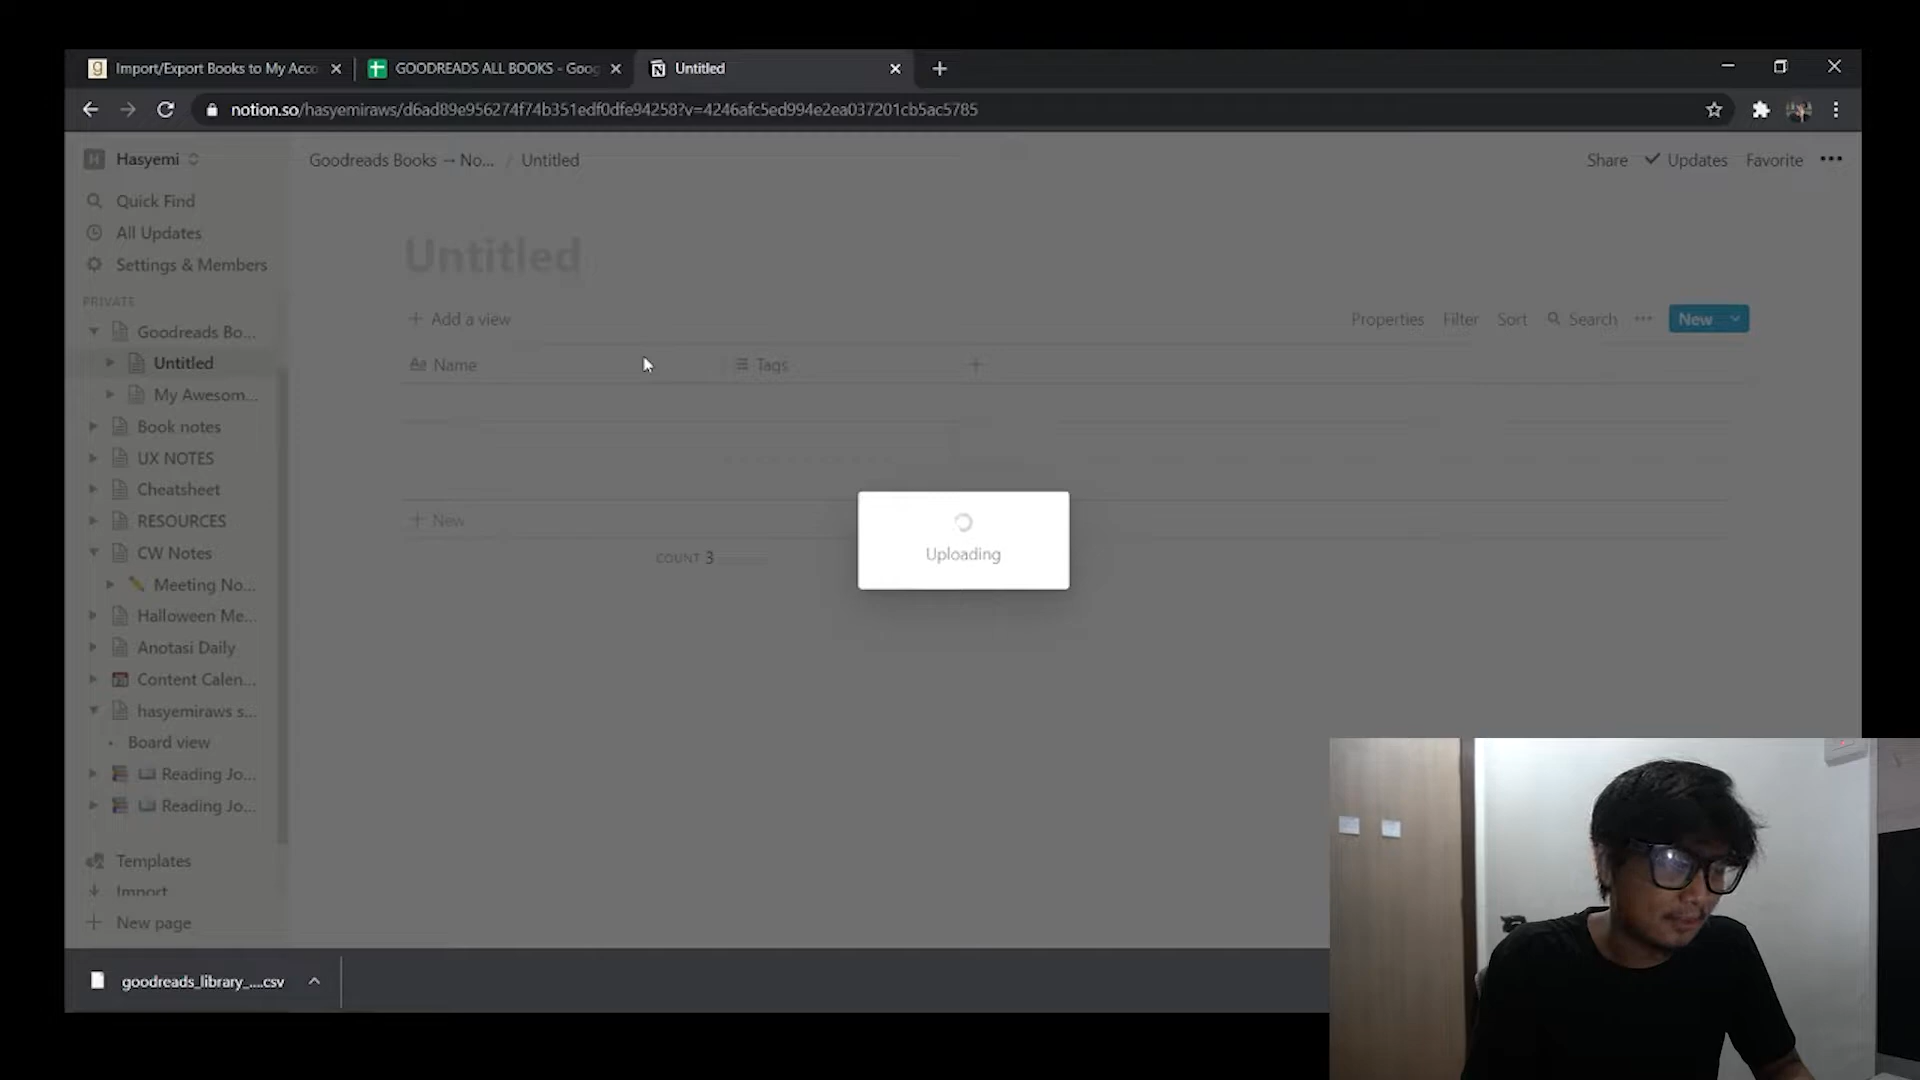 Import/Export Books to My Acco
GOODREADS ALL BOOKS - Goog
Untitled
notion.so/hasyemiraws/d6ad89e956274f74b351edf0dfe94258?v=4246afc5ed994e2ea037201cb5ac5785
H Hasyemi
Goodreads Books → No... / Untitled
Share Updates Favorite
Quick Find
All Updates
Settings & Members
PRIVATE
Goodreads Bo...
Untitled
My Awesom...
Book notes
UX NOTES
Cheatsheet
RESOURCES
CW Notes
Meeting No...
Halloween Me...
Anotasi Daily
Content Calen...
hasyemiraws s...
Board view
Reading Jo...
Reading Jo...
Templates
Import
New page
Untitled
Add a view
Properties Filter Sort Search New
Aa Name
Tags
New
COUNT 3
Uploading
goodreads_library_....csv